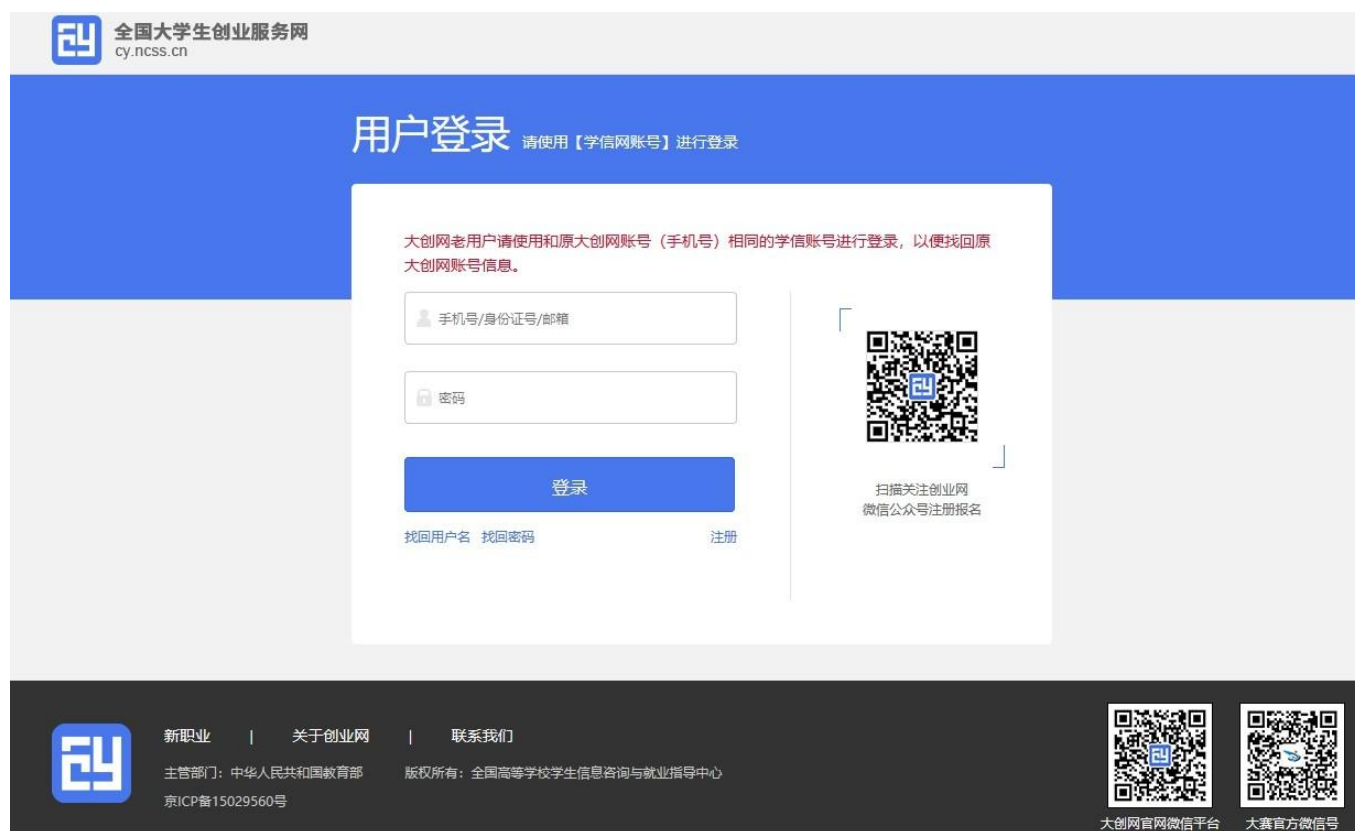 全国大学生创业服务网
cy.ncss.cn
用户登录 请使用【学信网账号】进行登录
大创网老用户请使用和原大创网账号（手机号）相同的学信账号进行登录，以便找回原
大创网账号信息。
手机号/身份证号/邮箱
密码
登录
找回用户名 找回密码 注册
扫描关注创业网
微信公众号注册报名
新职业 | 关于创业网 | 联系我们
主管部门：中华人民共和国教育部 版权所有：全国高等学校学生信息咨询与就业指导中心
京ICP备15029560号
大创网官网微信平台 大赛官方微信号